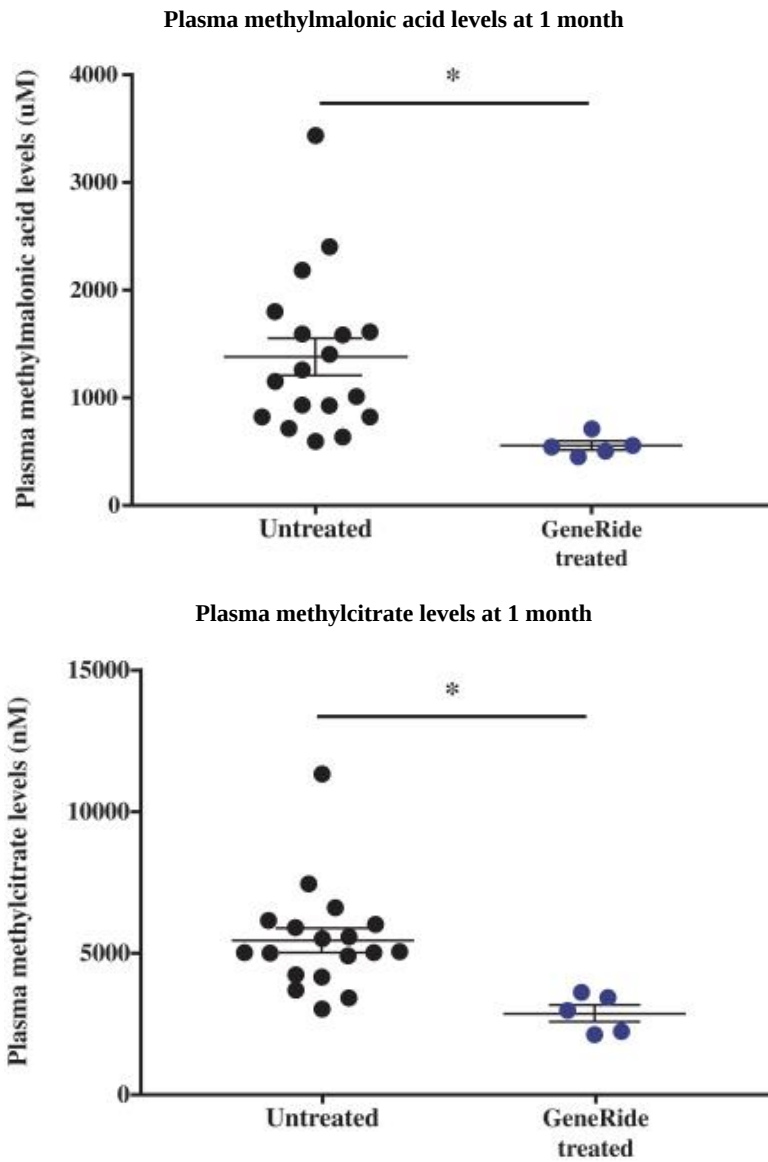 Plasma methylmalonic acid levels at 1 month
Plasma methylmalonic acid levels (uM)
4000
3000
2000
1000
0
*
Untreated
GeneRide
treated
Plasma methylcitrate levels at 1 month
Plasma methylcitrate levels (nM)
15000
10000
5000
0
*
Untreated
GeneRide
treated